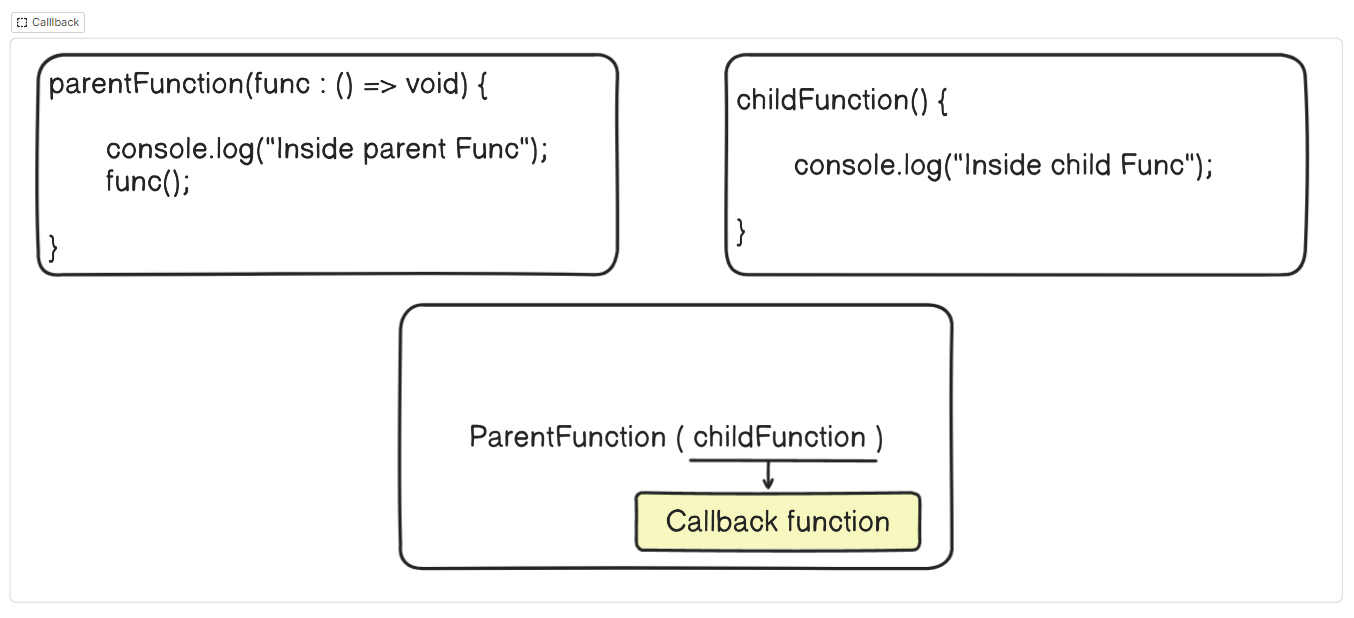 Calllback
parentFunction(func : () => void) {
console.log("Inside parent Func");
func();
}
childFunction() {
console.log("Inside child Func");
}
ParentFunction ( childFunction )
Callback function